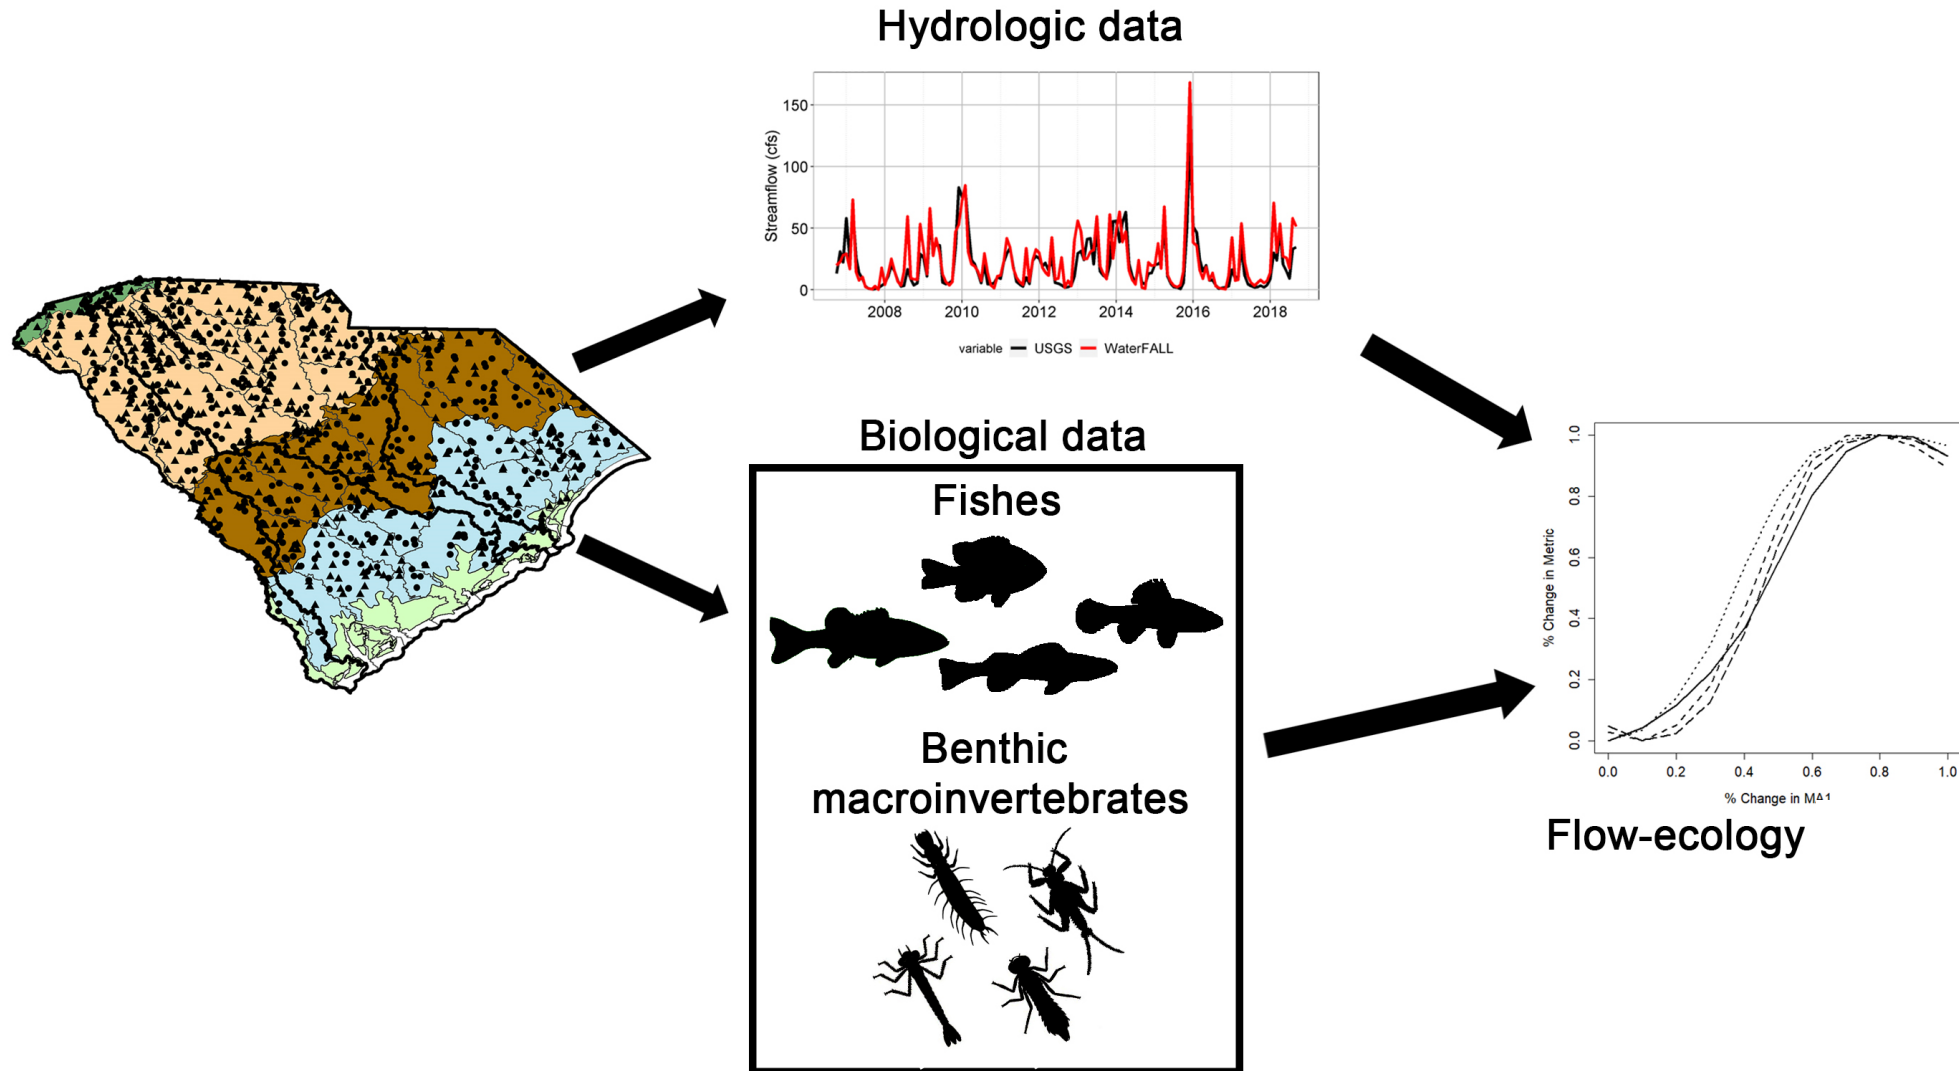 Hydrologic data
Streamflow (cfs)
150
100
50
0
2008 2010 2012 2014 2016 2018
variable USGS WaterFALL
Biological data
Fishes
Benthic
macroinvertebrates
% Change in Metric
1.0
0.8
0.6
0.4
0.2
0.0
0.0 0.2 0.4 0.6 0.8 1.0
% Change in
Flow-ecology